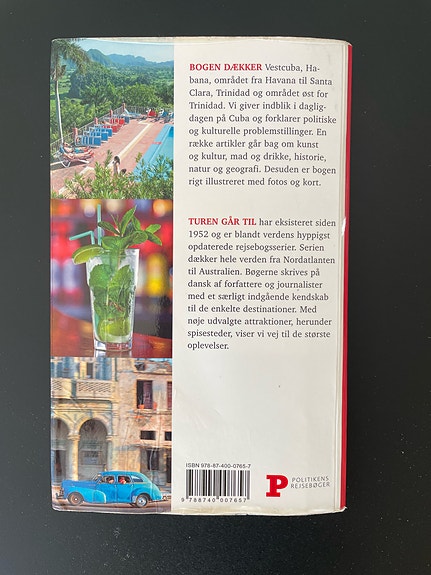 BOGEN DÆKKER Vestcuba, Ha-
bana, området fra Havana til Santa
Clara, Trinidad og området øst for
Trinidad. Vi giver indblik i daglig-
dagen på Cuba og forklarer politiske
og kulturelle problemstillinger. En
række artikler går bag om kunst
og kultur, mad og drikke, historie,
natur og geografi. Desuden er bogen
rigt illustreret med fotos og kort.
TUREN GÅR TIL har eksisteret siden
1952 og er blandt verdens hyppigst
opdaterede rejsebogsserier. Serien
dækker hele verden fra Nordatlanten
til Australien. Bøgerne skrives på
dansk af forfattere og journalister
med et særligt indgående kendskab
til de enkelte destinationer. Med
nøje udvalgte attraktioner, herunder
spisesteder, viser vi vej til de største
oplevelser.
ISBN 978-87-400-0765-7
9 788740 007657
P POLITIKENS
REJSEBØGER